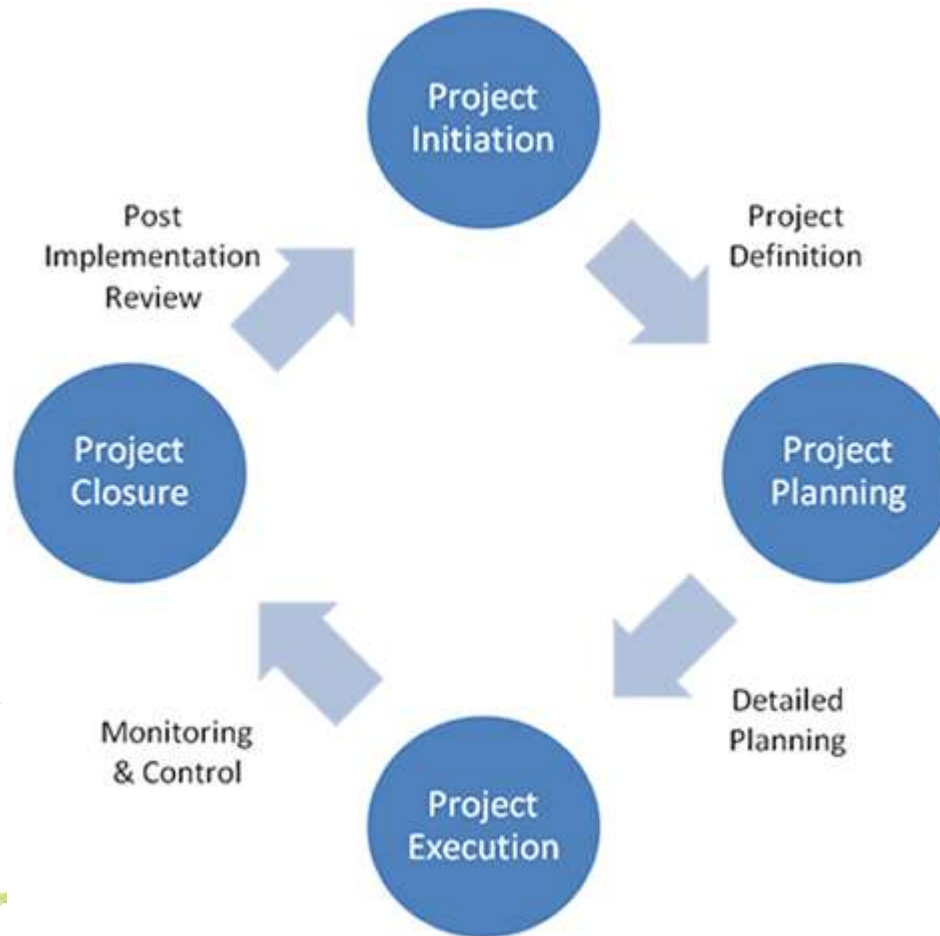 Project
Initiation
Project
Definition
Project
Planning
Detailed
Planning
Project
Execution
Monitoring
& Control
Project
Closure
Post
Implementation
Review